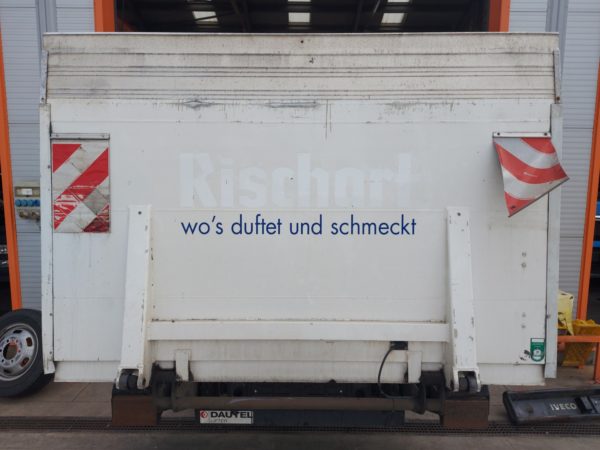 Rischart
wo's duftet und schmeckt
DAUTEL
IVECO